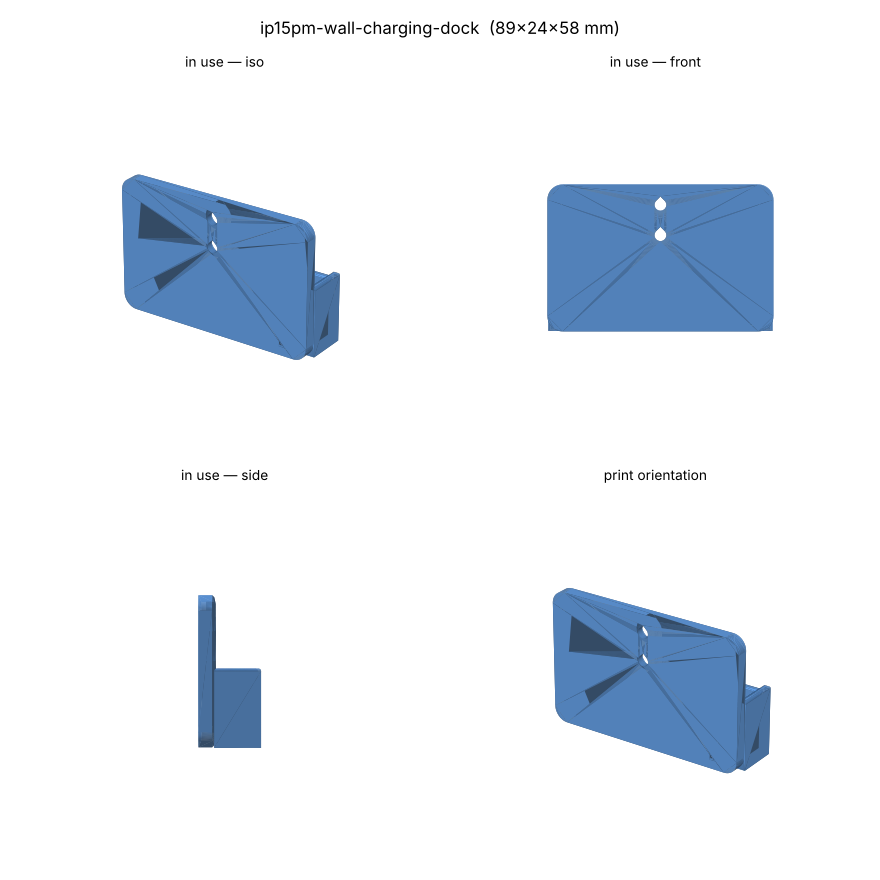 ip15pm-wall-charging-dock (89×24×58 mm)
in use — iso
in use — front
in use — side
print orientation